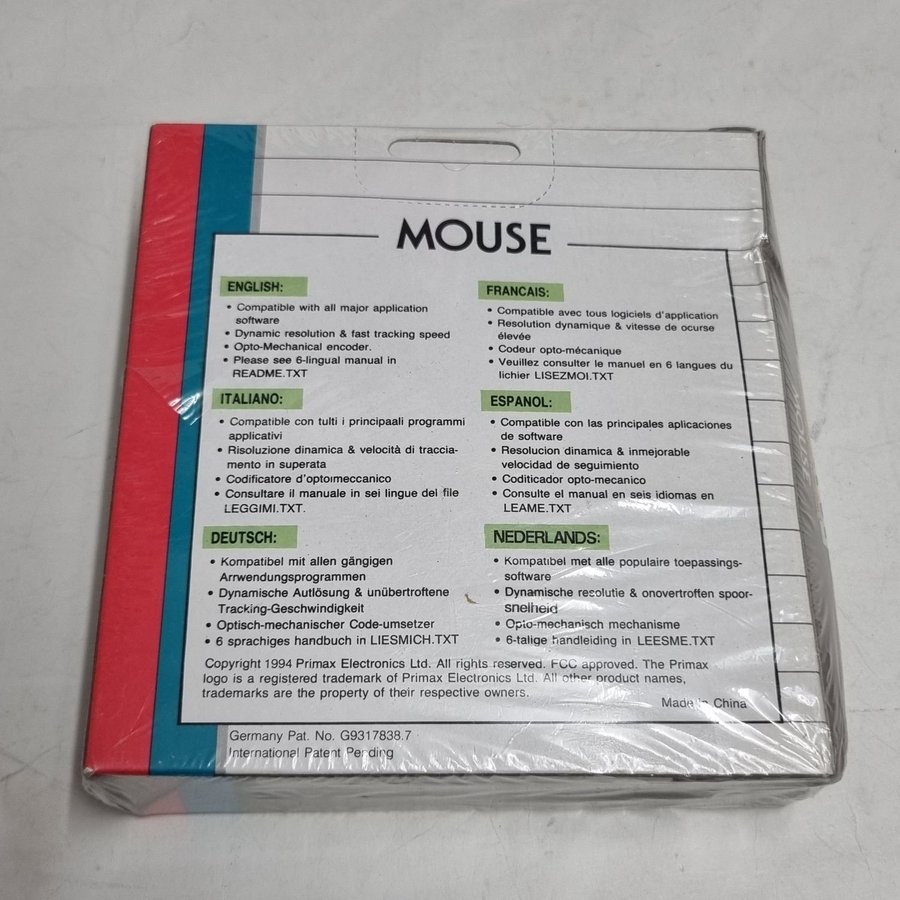 MOUSE
ENGLISH:
• Compatible with all major application
software
• Dynamic resolution & fast tracking speed
• Opto-Mechanical encoder.
• Please see 6-lingual manual in
README.TXT
FRANCAIS:
• Compatible avec tous logiciels d'application
• Resolution dynamique & vitesse de ocurse
élevée
• Codeur opto-mécanique
• Veuillez consulter le manuel en 6 langues du
lichier LISEZMOI.TXT
ITALIANO:
• Compatible con tulti i principaali programmi
applicativi
• Risoluzione dinamica & velocità di traccia-
mento in superata
• Codificatore d'optoımeccanico
• Consultare il manuale in sei lingue del file
LEGGIMI.TXT.
ESPANOL:
• Compatible con las principales aplicaciones
de software
• Resolucion dinamica & inmejorable
velocidad de seguimiento
• Coditicador opto-mecanico
• Consulte el manual en seis idiomas en
LEAME.TXT
DEUTSCH:
• Kompatibel mit allen gängigen
Arrwendungsprogrammen
• Dynamische Autlösung & unübertroftene
Tracking-Geschwindigkeit
• Optisch-mechanischer Code-umsetzer
• 6 sprachiges handbuch in LIESMICH.TXT
NEDERLANDS:
• Kompatibel met alle populaire toepassings-
software
• Dynamische resolutie & onovertroffen spoor-
snelheid
• Opto-mechanisch mechanisme
• 6-talige handleiding in LEESME.TXT
Copyright 1994 Primax Electronics Ltd. All rights reserved. FCC approved. The Primax
logo is a registered trademark of Primax Electronics Ltd. All other product names,
trademarks are the property of their respective owners.
Made in China
Germany Pat. No. G9317838.7
International Patent Pending